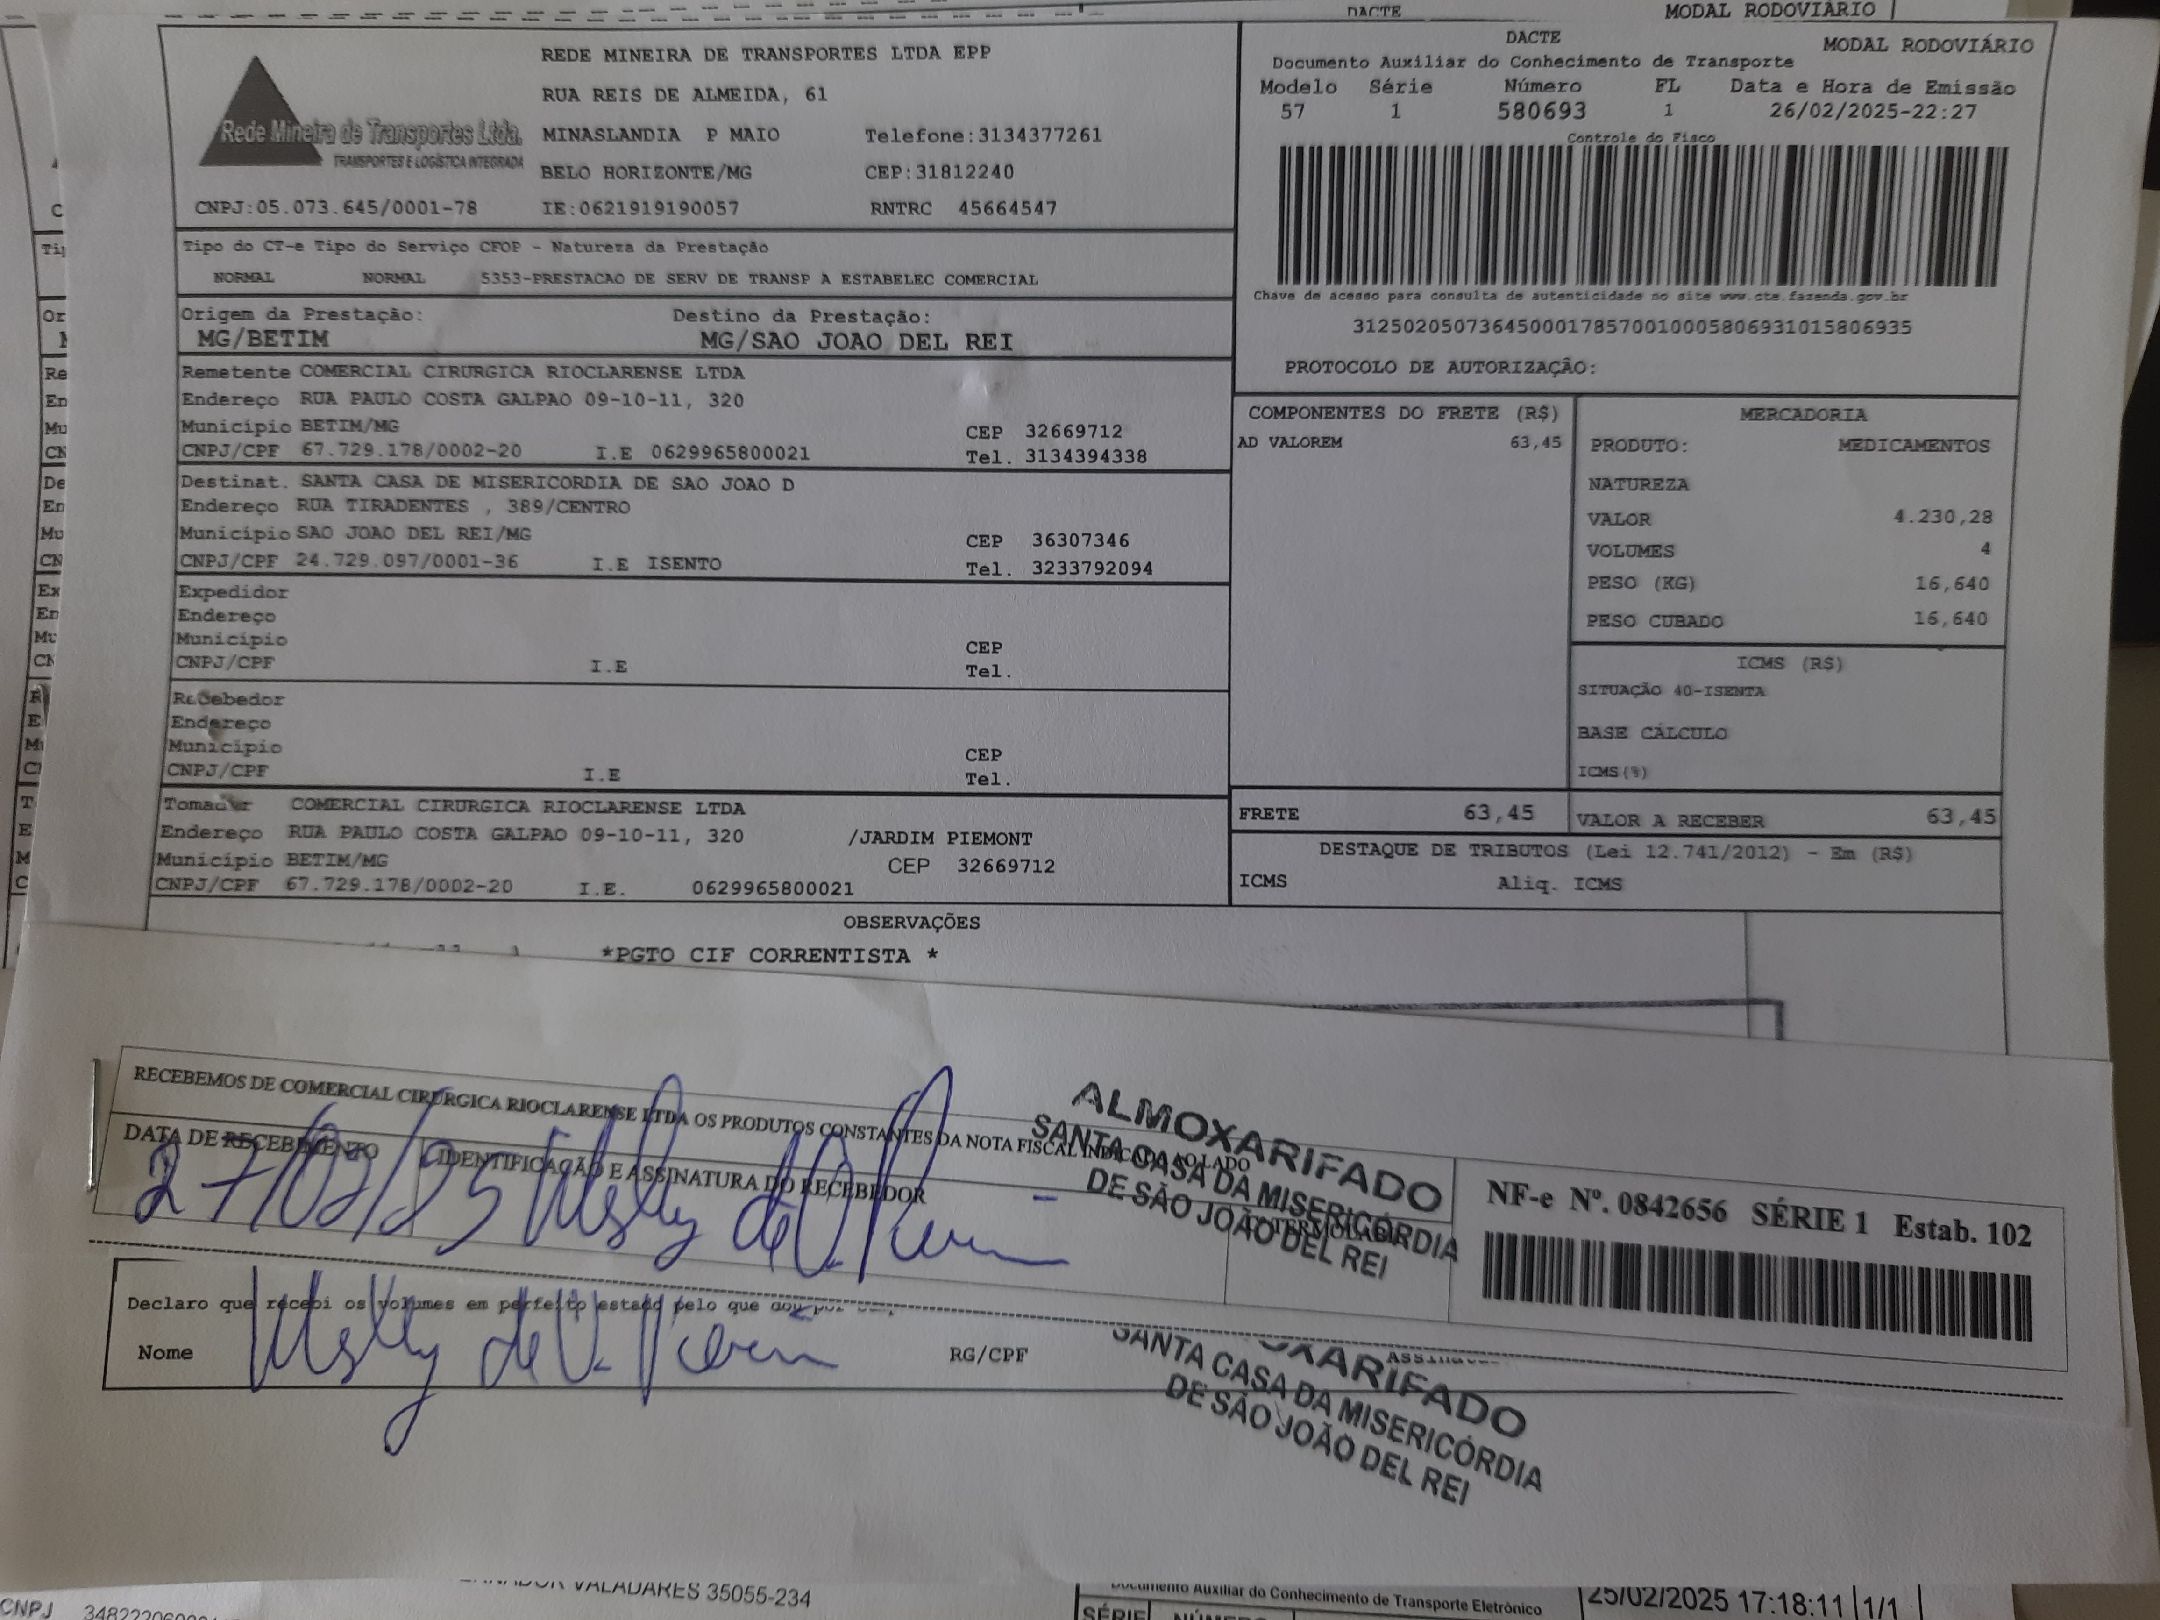 DACTE MODAL RODOVIÁRIO
Rede Mineira de Transportes Ltda.
TRANSPORTES E LOGÍSTICA INTEGRADA
REDE MINEIRA DE TRANSPORTES LTDA EPP
RUA REIS DE ALMEIDA, 61
MINASLANDIA P MAIO Telefone:3134377261
BELO HORIZONTE/MG CEP:31812240
CNPJ:05.073.645/0001-78 IE:0621919190057 RNTRC 45664547
DACTE MODAL RODOVIÁRIO
Documento Auxiliar do Conhecimento de Transporte
Modelo Série Número FL Data e Hora de Emissão
57 1 580693 1 26/02/2025-22:27
Controle do Fisco
Chave de acesso para consulta de autenticidade no site www.cte.fazenda.gov.br
31250205073645000178570010005806931015806935
PROTOCOLO DE AUTORIZAÇÃO:
Tipo do CT-e Tipo do Serviço CFOP - Natureza da Prestação
NORMAL NORMAL 5353-PRESTACAO DE SERV DE TRANSP A ESTABELEC COMERCIAL
Origem da Prestação: Destino da Prestação:
MG/BETIM MG/SAO JOAO DEL REI
Remetente COMERCIAL CIRURGICA RIOCLARENSE LTDA
Endereço RUA PAULO COSTA GALPAO 09-10-11, 320
Município BETIM/MG CEP 32669712
CNPJ/CPF 67.729.178/0002-20 I.E 0629965800021 Tel. 3134394338
Destinat. SANTA CASA DE MISERICORDIA DE SAO JOAO D
Endereço RUA TIRADENTES , 389/CENTRO
Município SAO JOAO DEL REI/MG CEP 36307346
CNPJ/CPF 24.729.097/0001-36 I.E ISENTO Tel. 3233792094
Expedidor
Endereço
Município CEP
CNPJ/CPF I.E Tel.
Recebedor
Endereço
Município CEP
CNPJ/CPF I.E Tel.
Tomador COMERCIAL CIRURGICA RIOCLARENSE LTDA
Endereço RUA PAULO COSTA GALPAO 09-10-11, 320 /JARDIM PIEMONT
Município BETIM/MG CEP 32669712
CNPJ/CPF 67.729.178/0002-20 I.E. 0629965800021
COMPONENTES DO FRETE (R$)
AD VALOREM 63,45
MERCADORIA
PRODUTO: MEDICAMENTOS
NATUREZA
VALOR 4.230,28
VOLUMES 4
PESO (KG) 16,640
PESO CUBADO 16,640
ICMS (R$)
SITUAÇÃO 40-ISENTA
BASE CÁLCULO
ICMS(%)
FRETE 63,45 VALOR A RECEBER 63,45
DESTAQUE DE TRIBUTOS (Lei 12.741/2012) - Em (R$)
ICMS Aliq. ICMS
OBSERVAÇÕES
*PGTO CIF CORRENTISTA *
RECEBEMOS DE COMERCIAL CIRÚRGICA RIOCLARENSE LTDA OS PRODUTOS CONSTANTES DA NOTA FISCAL INDICADA AO LADO
DATA DE RECEBIMENTO IDENTIFICAÇÃO E ASSINATURA DO RECEBEDOR
27/02/25
ALMOXARIFADO
SANTA CASA DA MISERICÓRDIA
DE SÃO JOÃO DEL REI
NF-e Nº. 0842656 SÉRIE 1 Estab. 102
Declaro que recebi os volumes em perfeito estado pelo que
Nome RG/CPF
SANTA CASA DA MISERICÓRDIA
DE SÃO JOÃO DEL REI
VALADARES 35055-234
CNPJ
Documento Auxiliar do Conhecimento de Transporte Eletrônico
SÉRIE NÚMERO
25/02/2025 17:18:11 1/1